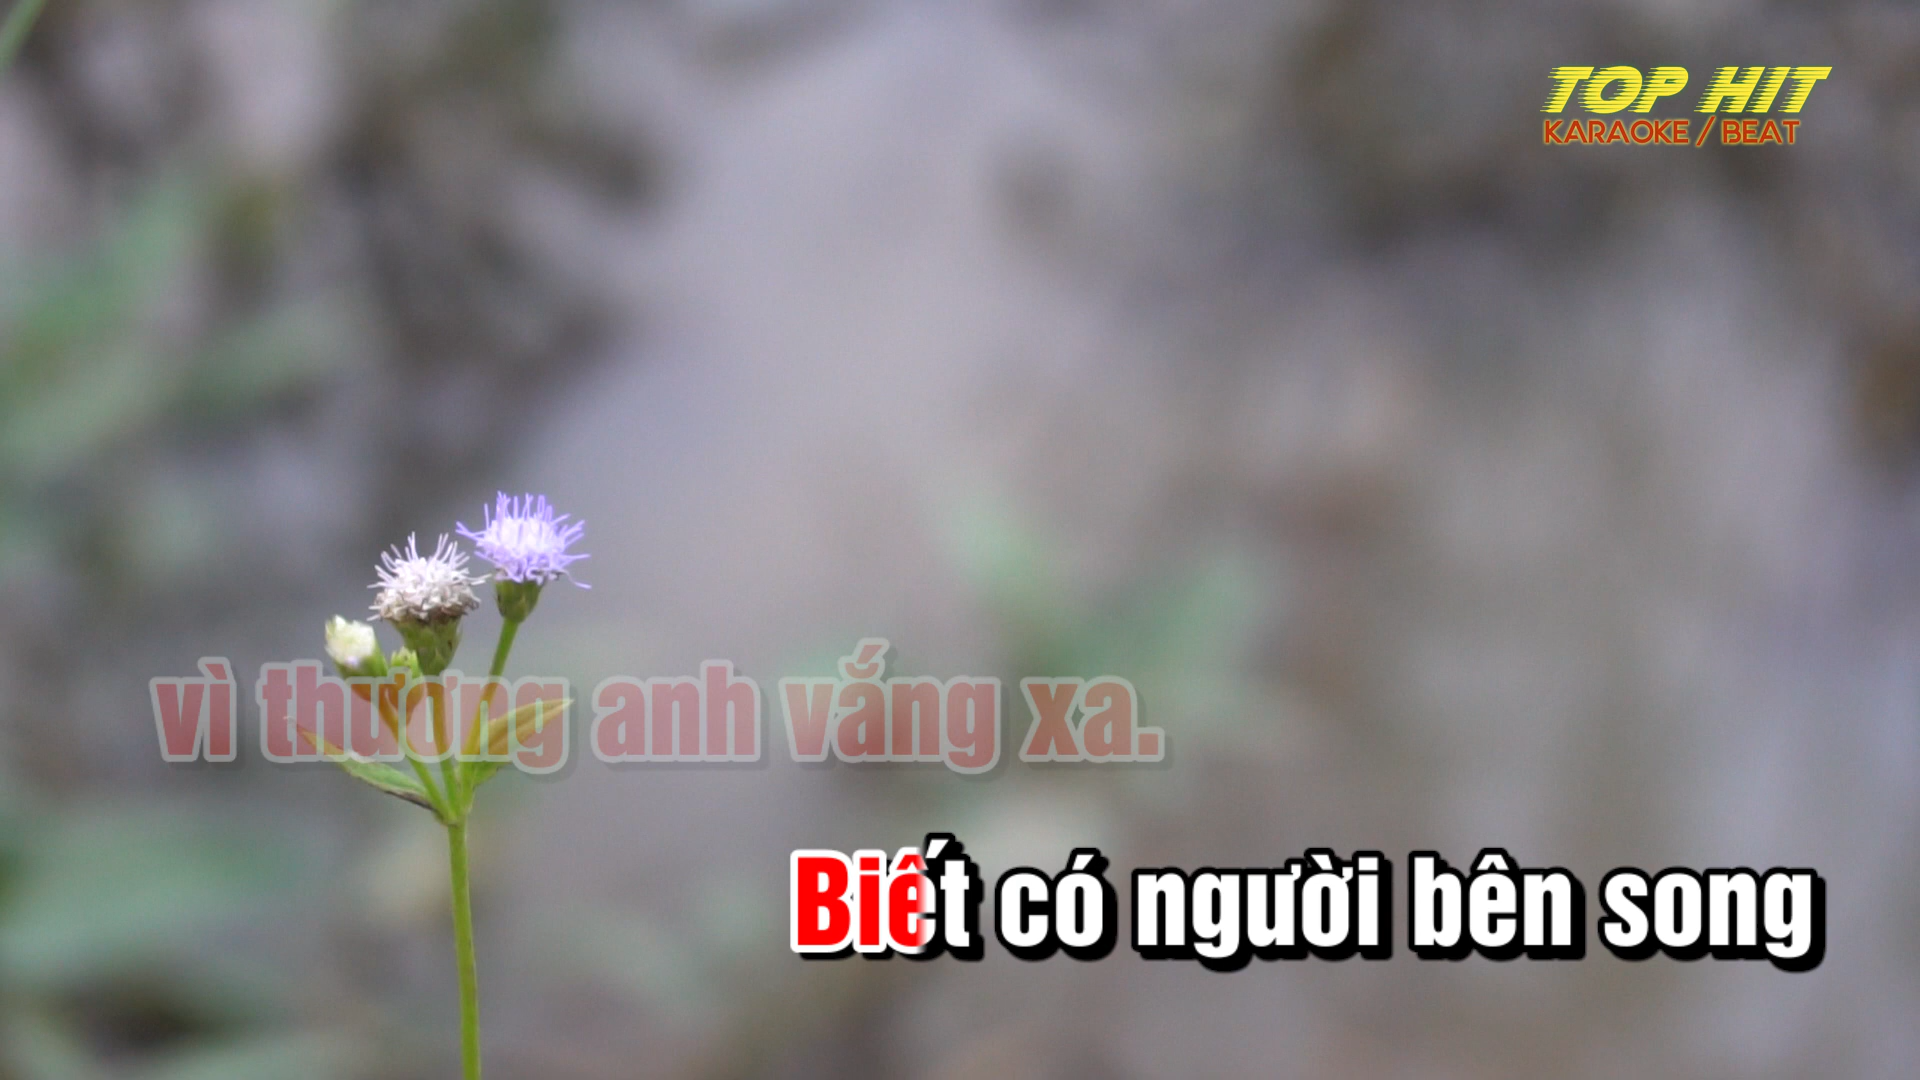 TOP HIT
KARAOKE / BEAT
vì thương anh vắng xa.
Biết có người bên song